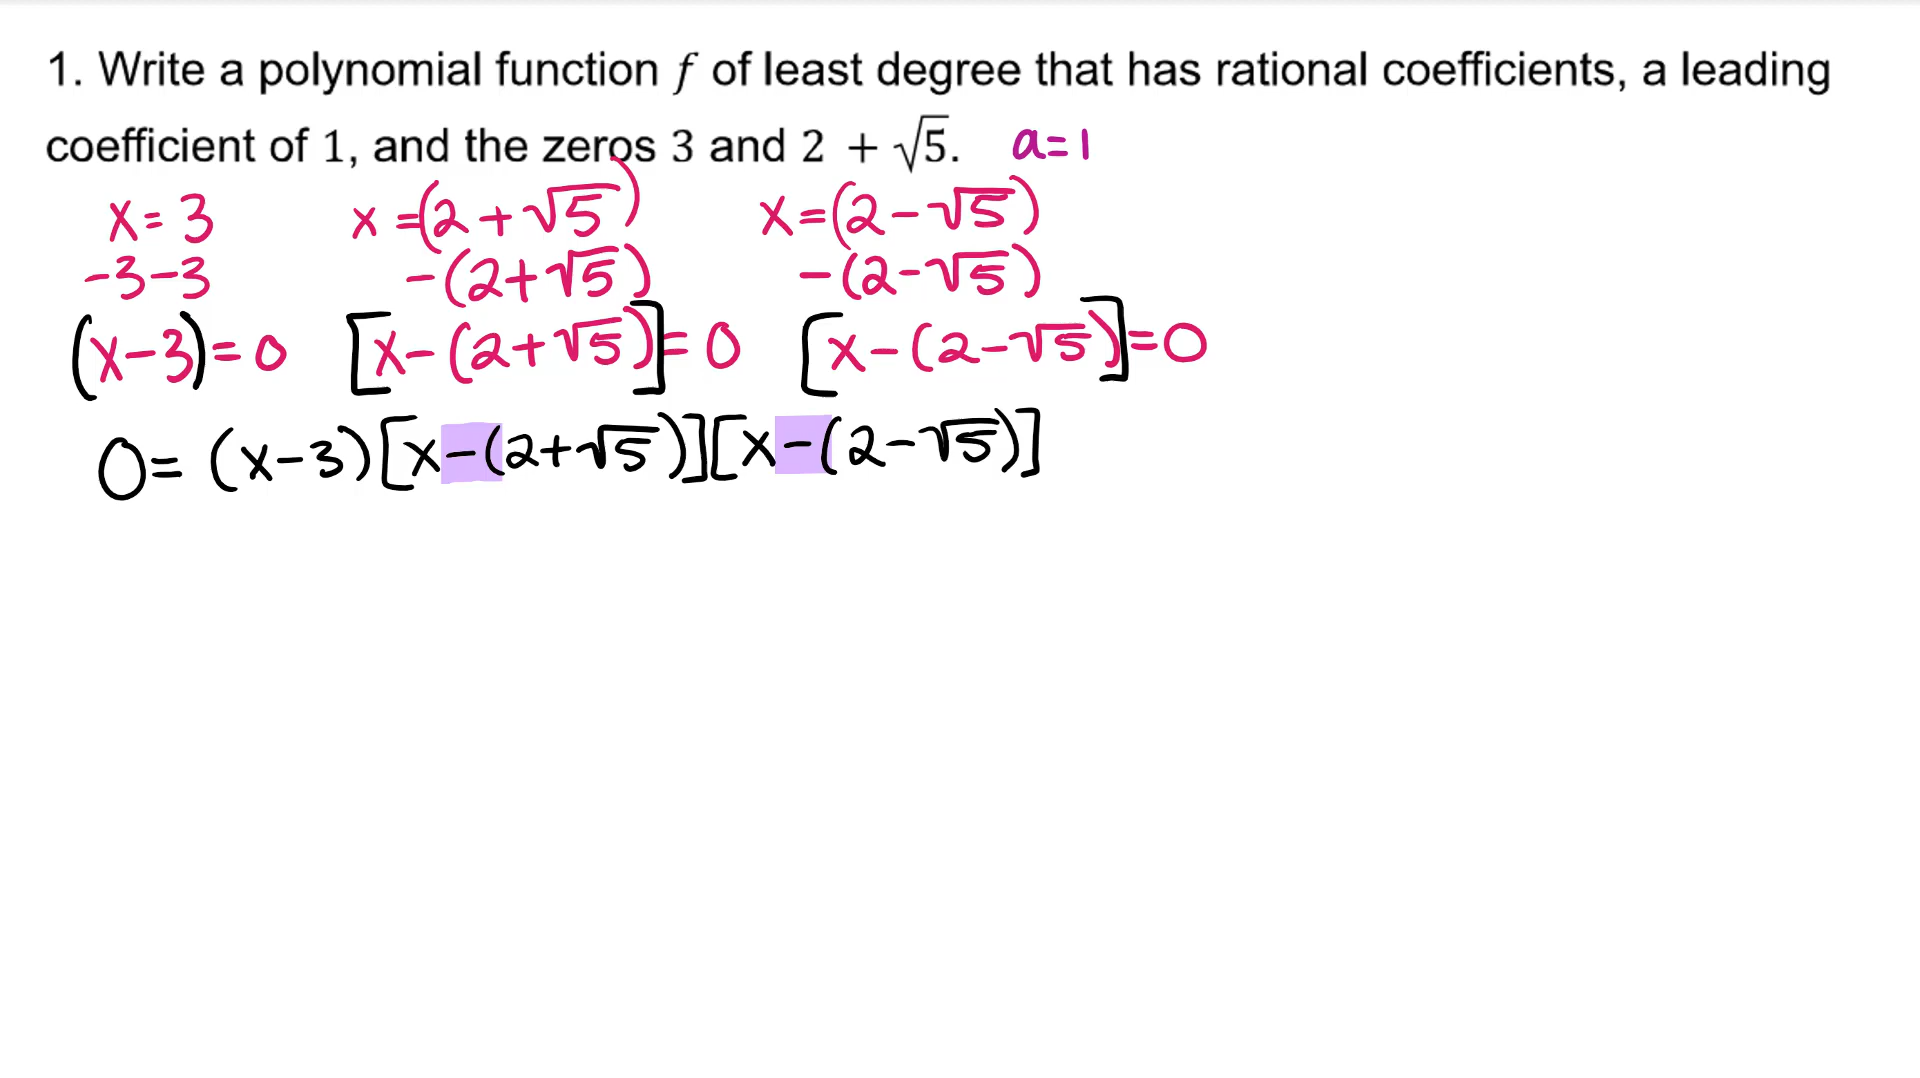 1. Write a polynomial function f of least degree that has rational coefficients, a leading
coefficient of 1, and the zeros 3 and 2 + √5. a=1
x=3 x=(2+√5) x=(2-√5)
-3-3 -(2+√5) -(2-√5)
(x-3)=0 [x-(2+√5)]=0 [x-(2-√5)]=0
0=(x-3)[x-(2+√5)][x-(2-√5)]